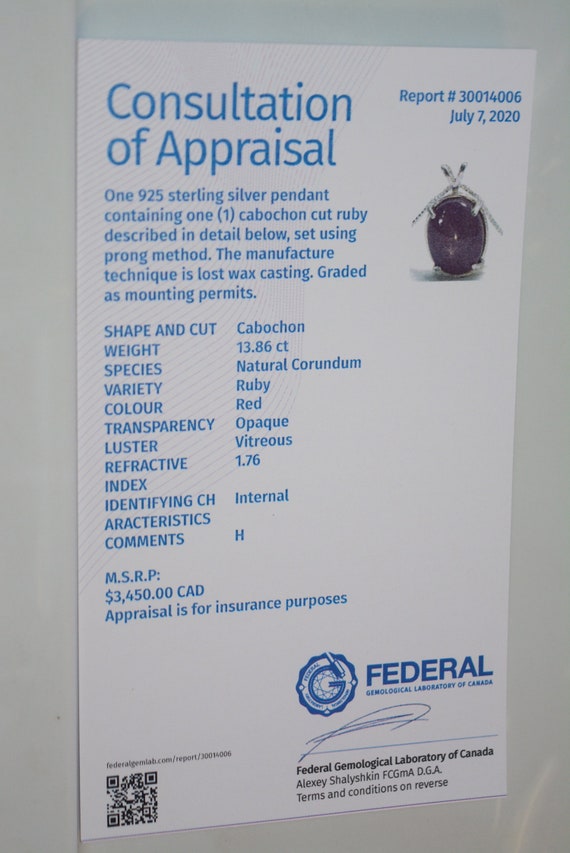 Consultation
of Appraisal
Report # 30014006
July 7, 2020
One 925 sterling silver pendant
containing one (1) cabochon cut ruby
described in detail below, set using
prong method. The manufacture
technique is lost wax casting. Graded
as mounting permits.
SHAPE AND CUT Cabochon
WEIGHT 13.86 ct
SPECIES Natural Corundum
VARIETY Ruby
COLOUR Red
TRANSPARENCY Opaque
LUSTER Vitreous
REFRACTIVE 1.76
INDEX
IDENTIFYING CH Internal
ARACTERISTICS
COMMENTS H
M.S.R.P:
$3,450.00 CAD
Appraisal is for insurance purposes
FEDERAL
GEMOLOGICAL LABORATORY OF CANADA
federalgemlab.com/report/30014006
Federal Gemological Laboratory of Canada
Alexey Shalyshkin FCGmA D.G.A.
Terms and conditions on reverse